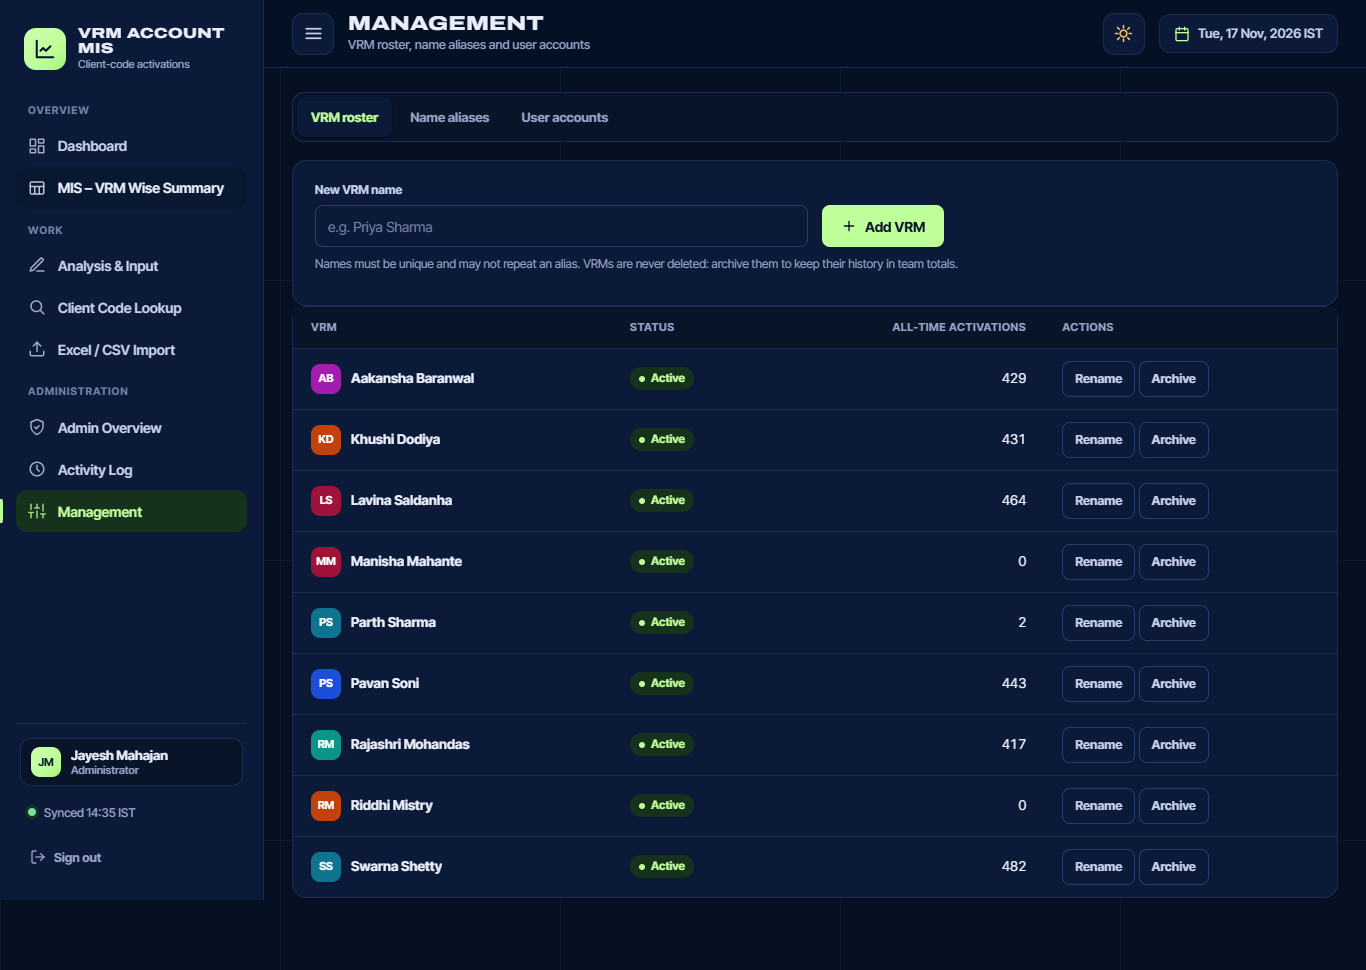 VRM ACCOUNT
MIS
Client-code activations
OVERVIEW
Dashboard
MIS – VRM Wise Summary
WORK
Analysis & Input
Client Code Lookup
Excel / CSV Import
ADMINISTRATION
Admin Overview
Activity Log
Management
JM
Jayesh Mahajan
Administrator
Synced 14:35 IST
Sign out
MANAGEMENT
VRM roster, name aliases and user accounts
Tue, 17 Nov, 2026 IST
VRM roster Name aliases User accounts
New VRM name
e.g. Priya Sharma
+ Add VRM
Names must be unique and may not repeat an alias. VRMs are never deleted: archive them to keep their history in team totals.
VRM STATUS ALL-TIME ACTIVATIONS ACTIONS
AB Aakansha Baranwal Active 429 Rename Archive
KD Khushi Dodiya Active 431 Rename Archive
LS Lavina Saldanha Active 464 Rename Archive
MM Manisha Mahante Active 0 Rename Archive
PS Parth Sharma Active 2 Rename Archive
PS Pavan Soni Active 443 Rename Archive
RM Rajashri Mohandas Active 417 Rename Archive
RM Riddhi Mistry Active 0 Rename Archive
SS Swarna Shetty Active 482 Rename Archive